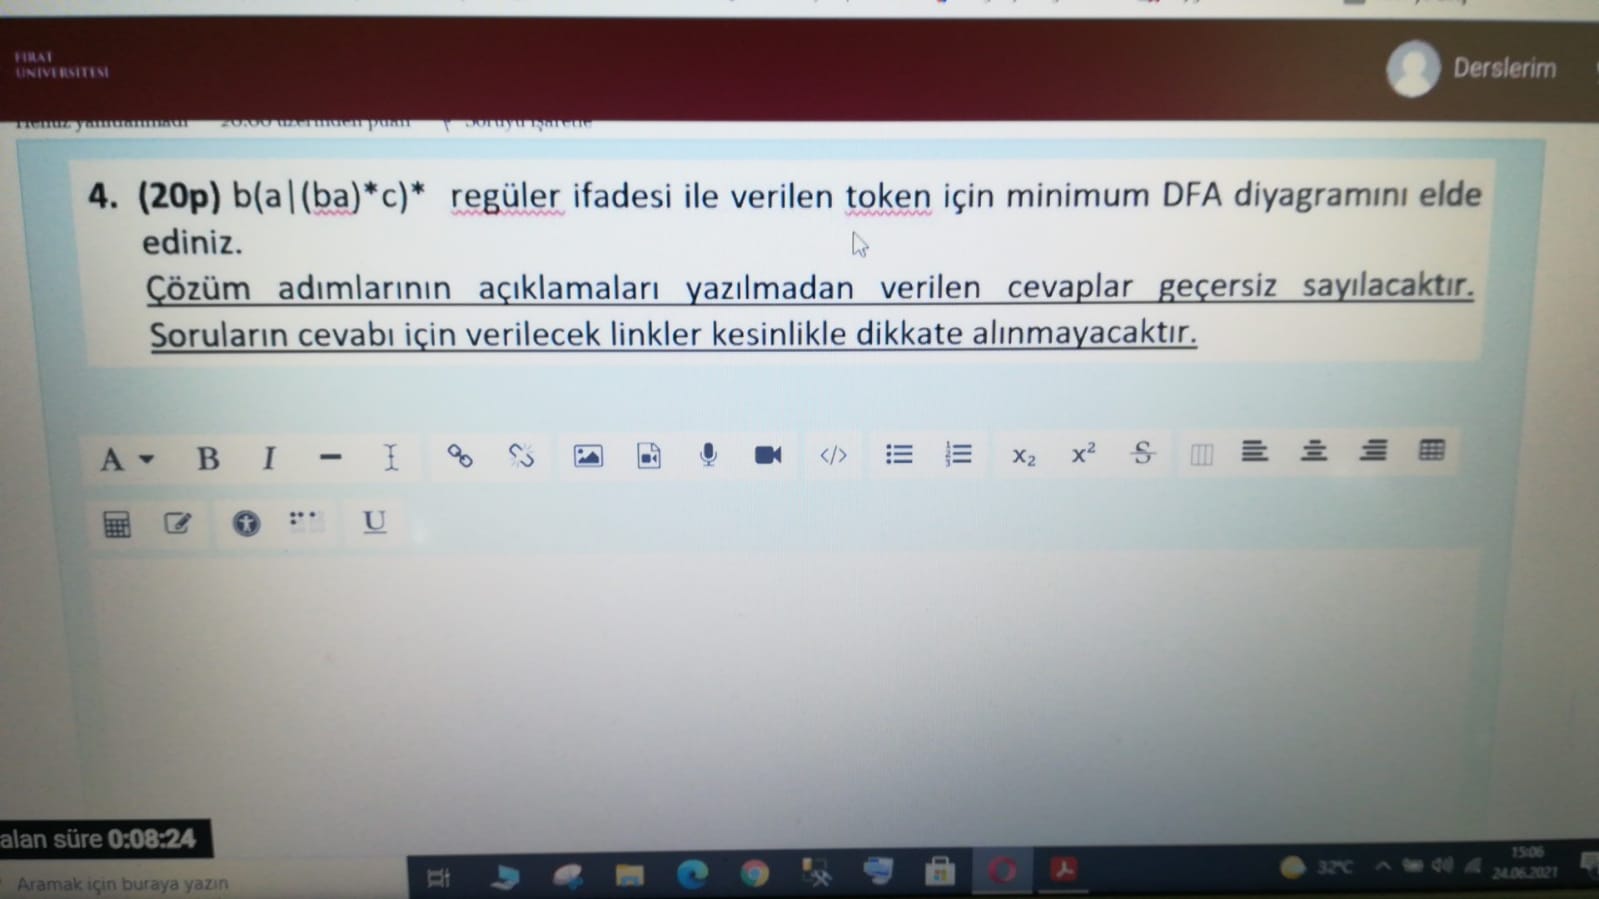 FIRAT
ÜNİVERSİTESİ
Derslerim
Henüz yanıtlanmadı 20.00 üzerinden puan Soruyu işaretle
4. (20p) b(a|(ba)*c)* regüler ifadesi ile verilen token için minimum DFA diyagramını elde
ediniz.
Çözüm adımlarının açıklamaları yazılmadan verilen cevaplar geçersiz sayılacaktır.
Soruların cevabı için verilecek linkler kesinlikle dikkate alınmayacaktır.
A B I
</>
x₂ x² S
U
alan süre 0:08:24
Aramak için buraya yazın
32°C
15:06
24.06.2021